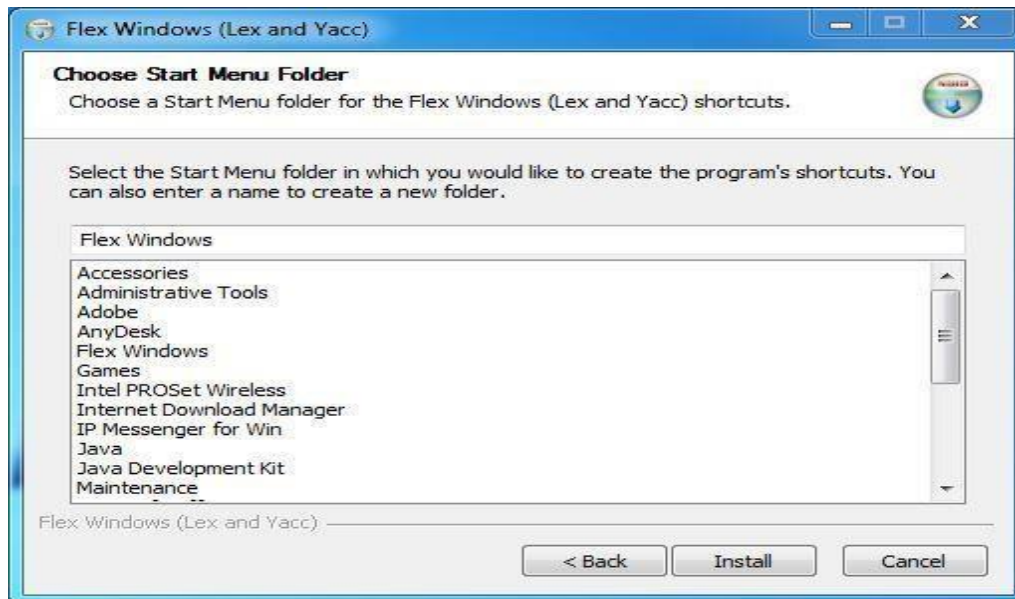 Flex Windows (Lex and Yacc)
Choose Start Menu Folder
Choose a Start Menu folder for the Flex Windows (Lex and Yacc) shortcuts.
Select the Start Menu folder in which you would like to create the program's shortcuts. You
can also enter a name to create a new folder.
Flex Windows
Accessories
Administrative Tools
Adobe
AnyDesk
Flex Windows
Games
Intel PROSet Wireless
Internet Download Manager
IP Messenger for Win
Java
Java Development Kit
Maintenance
Flex Windows (Lex and Yacc)
< Back Install Cancel